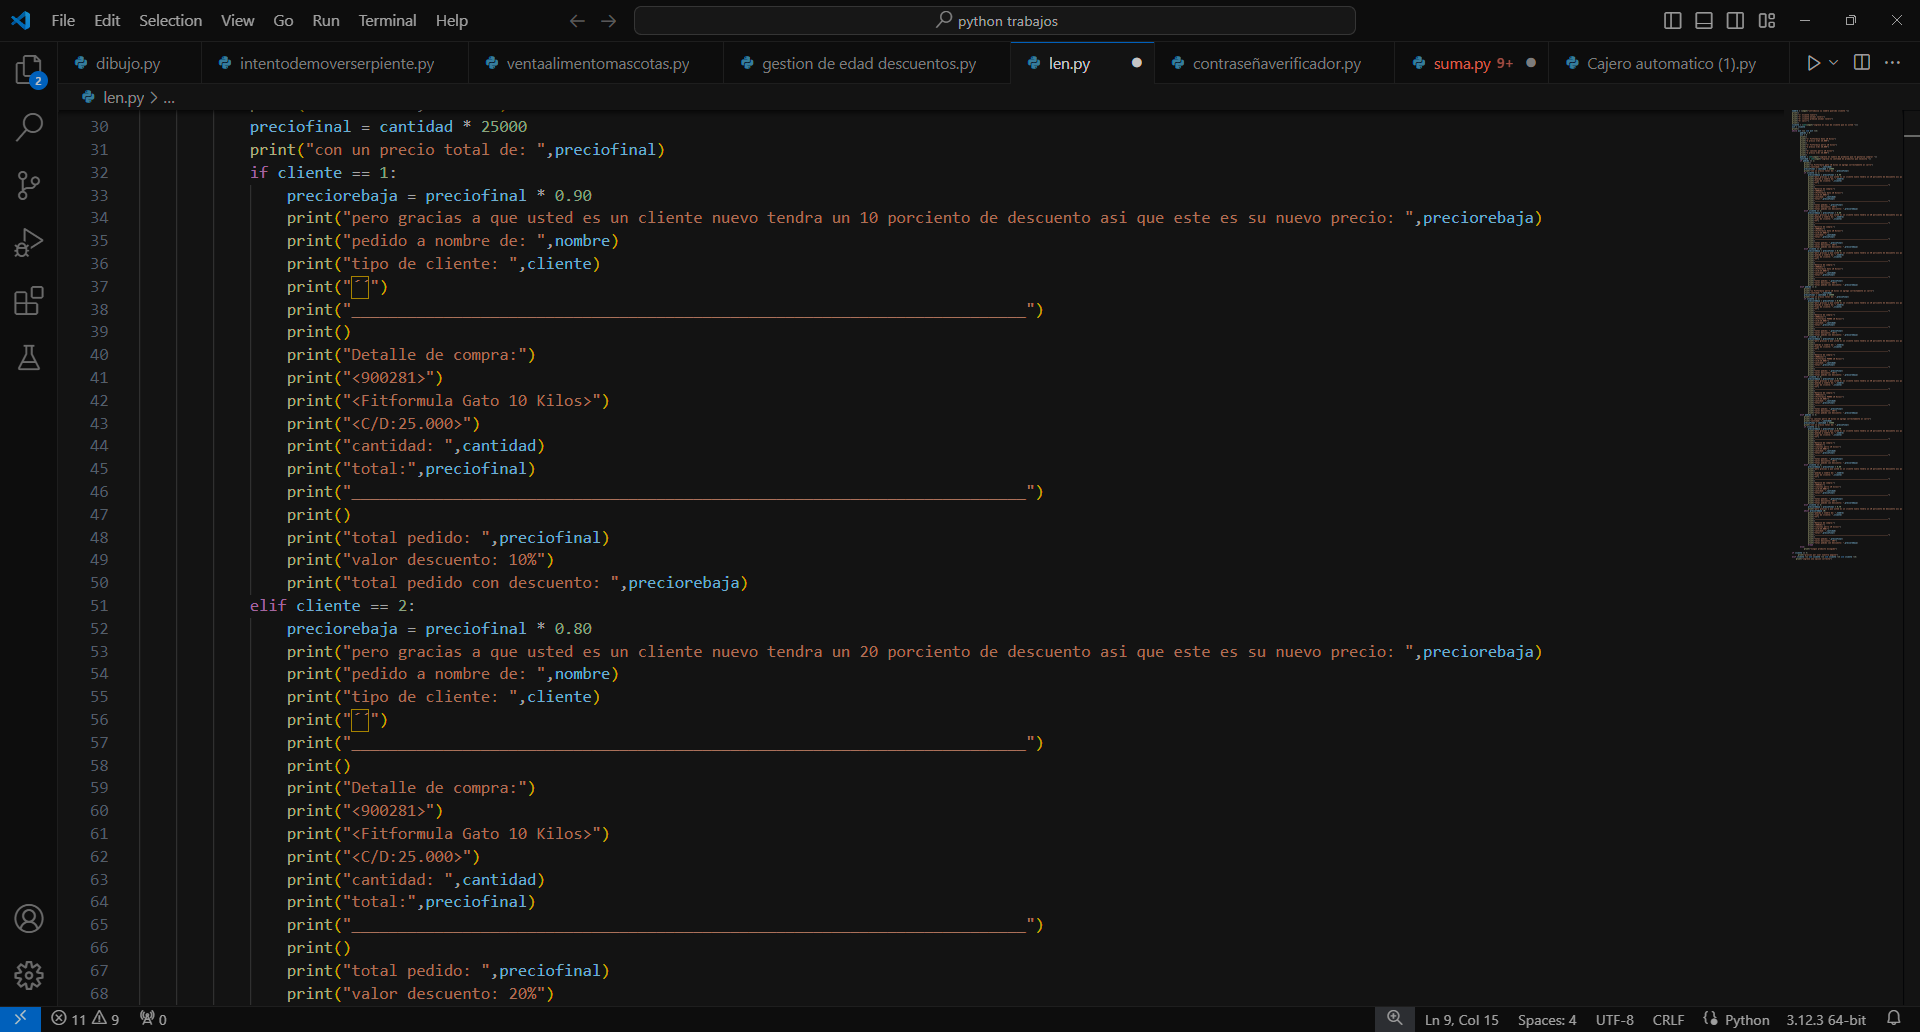 File Edit Selection View Go Run Terminal Help
python trabajos
dibujo.py intentodemoverserpiente.py ventaalimentomascotas.py gestion de edad descuentos.py len.py contraseñaverificador.py suma.py 9+ Cajero automatico (1).py
len.py > ...
2
30 preciofinal = cantidad * 25000
31 print("con un precio total de: ",preciofinal)
32 if cliente == 1:
33 preciorebaja = preciofinal * 0.90
34 print("pero gracias a que usted es un cliente nuevo tendra un 10 porciento de descuento asi que este es su nuevo precio: ",preciorebaja)
35 print("pedido a nombre de: ",nombre)
36 print("tipo de cliente: ",cliente)
37 print("´´")
38 print("_________________________________________________________________________")
39 print()
40 print("Detalle de compra:")
41 print("<900281>")
42 print("<Fitformula Gato 10 Kilos>")
43 print("<C/D:25.000>")
44 print("cantidad: ",cantidad)
45 print("total:",preciofinal)
46 print("_________________________________________________________________________")
47 print()
48 print("total pedido: ",preciofinal)
49 print("valor descuento: 10%")
50 print("total pedido con descuento: ",preciorebaja)
51 elif cliente == 2:
52 preciorebaja = preciofinal * 0.80
53 print("pero gracias a que usted es un cliente nuevo tendra un 20 porciento de descuento asi que este es su nuevo precio: ",preciorebaja)
54 print("pedido a nombre de: ",nombre)
55 print("tipo de cliente: ",cliente)
56 print("´´")
57 print("_________________________________________________________________________")
58 print()
59 print("Detalle de compra:")
60 print("<900281>")
61 print("<Fitformula Gato 10 Kilos>")
62 print("<C/D:25.000>")
63 print("cantidad: ",cantidad)
64 print("total:",preciofinal)
65 print("_________________________________________________________________________")
66 print()
67 print("total pedido: ",preciofinal)
68 print("valor descuento: 20%")
11 9 0 Ln 9, Col 15 Spaces: 4 UTF-8 CRLF Python 3.12.3 64-bit